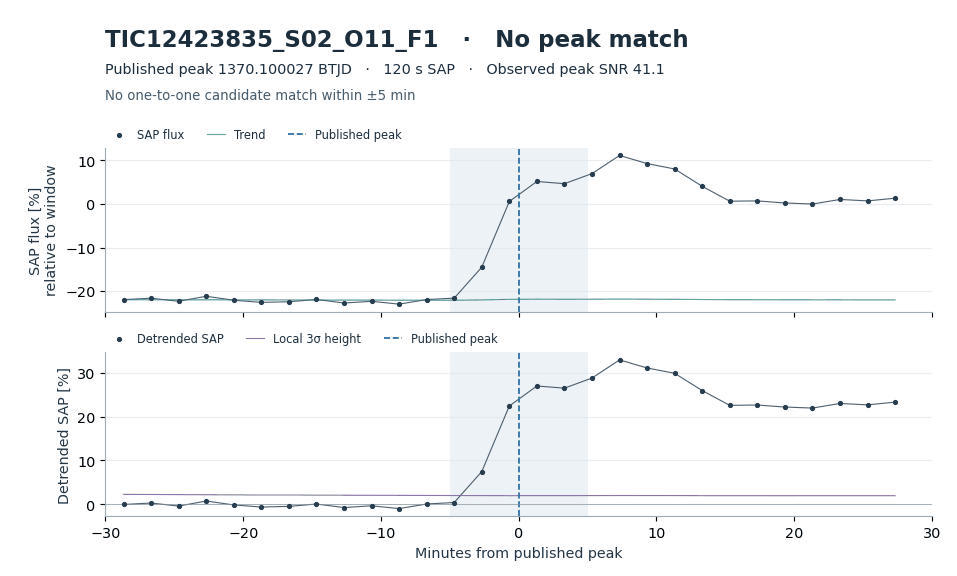 TIC12423835_S02_O11_F1 · No peak match
Published peak 1370.100027 BTJD · 120 s SAP · Observed peak SNR 41.1
No one-to-one candidate match within ±5 min
SAP flux Trend Published peak
SAP flux [%]
relative to window
10
0
−10
−20
Detrended SAP Local 3σ height Published peak
Detrended SAP [%]
30
20
10
0
−30 −20 −10 0 10 20 30
Minutes from published peak